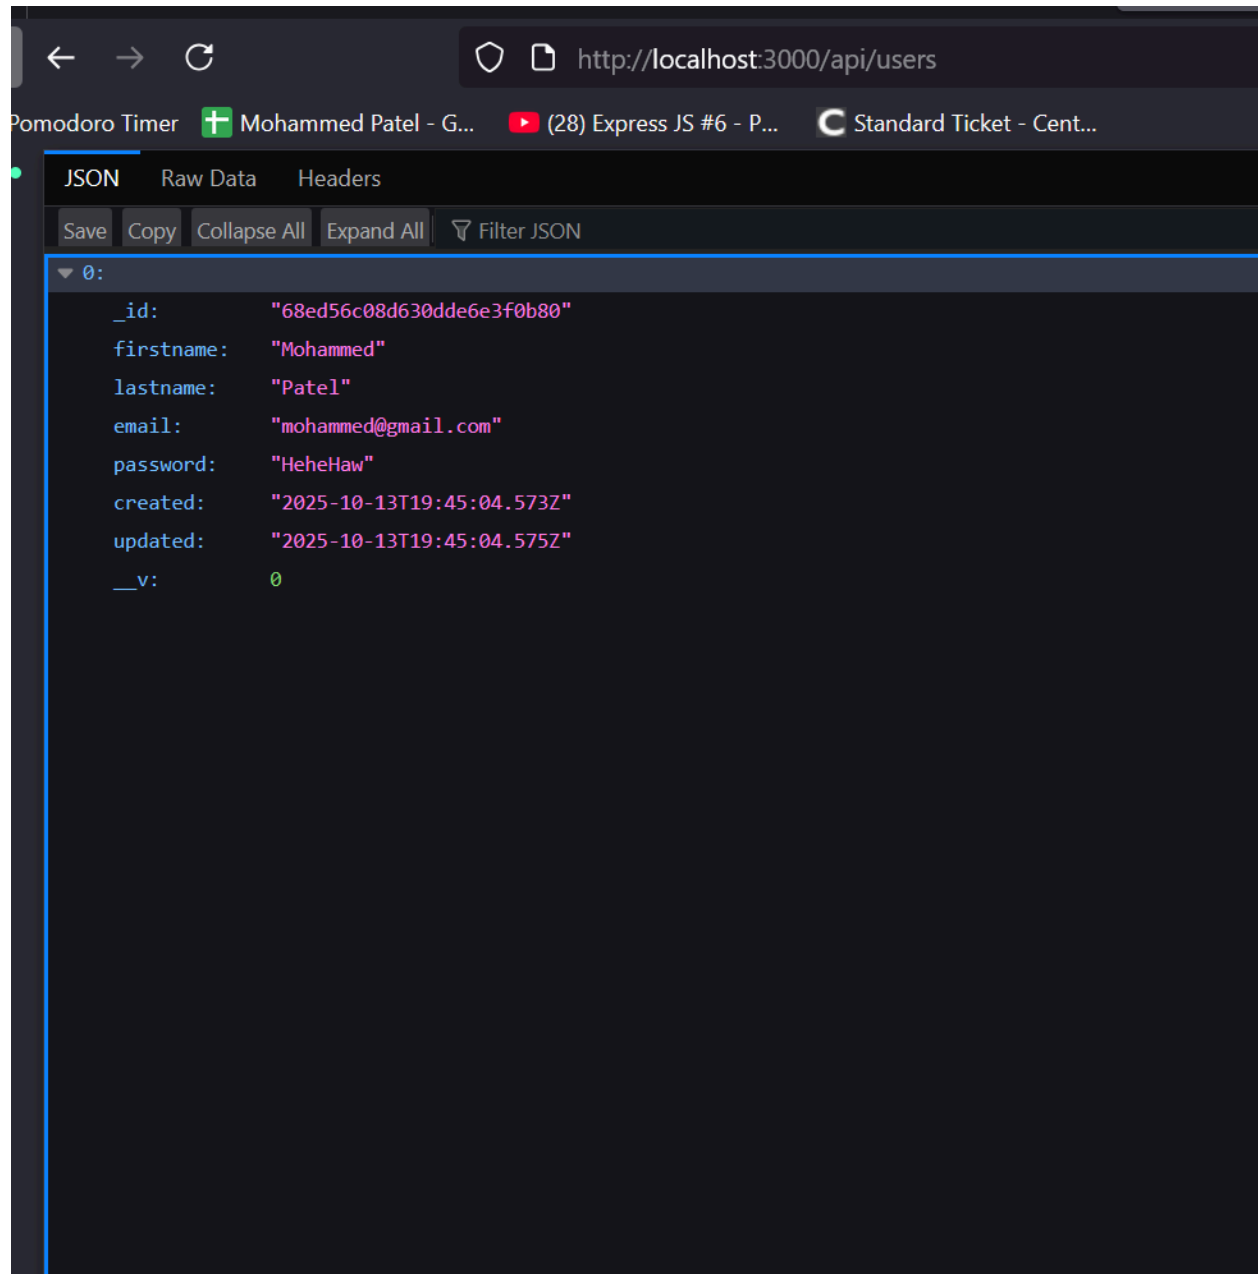 http://localhost:3000/api/users
Pomodoro Timer Mohammed Patel - G... (28) Express JS #6 - P... Standard Ticket - Cent...
JSON Raw Data Headers
Save Copy Collapse All Expand All Filter JSON
0:
_id: "68ed56c08d630dde6e3f0b80"
firstname: "Mohammed"
lastname: "Patel"
email: "mohammed@gmail.com"
password: "HeheHaw"
created: "2025-10-13T19:45:04.573Z"
updated: "2025-10-13T19:45:04.575Z"
__v: 0